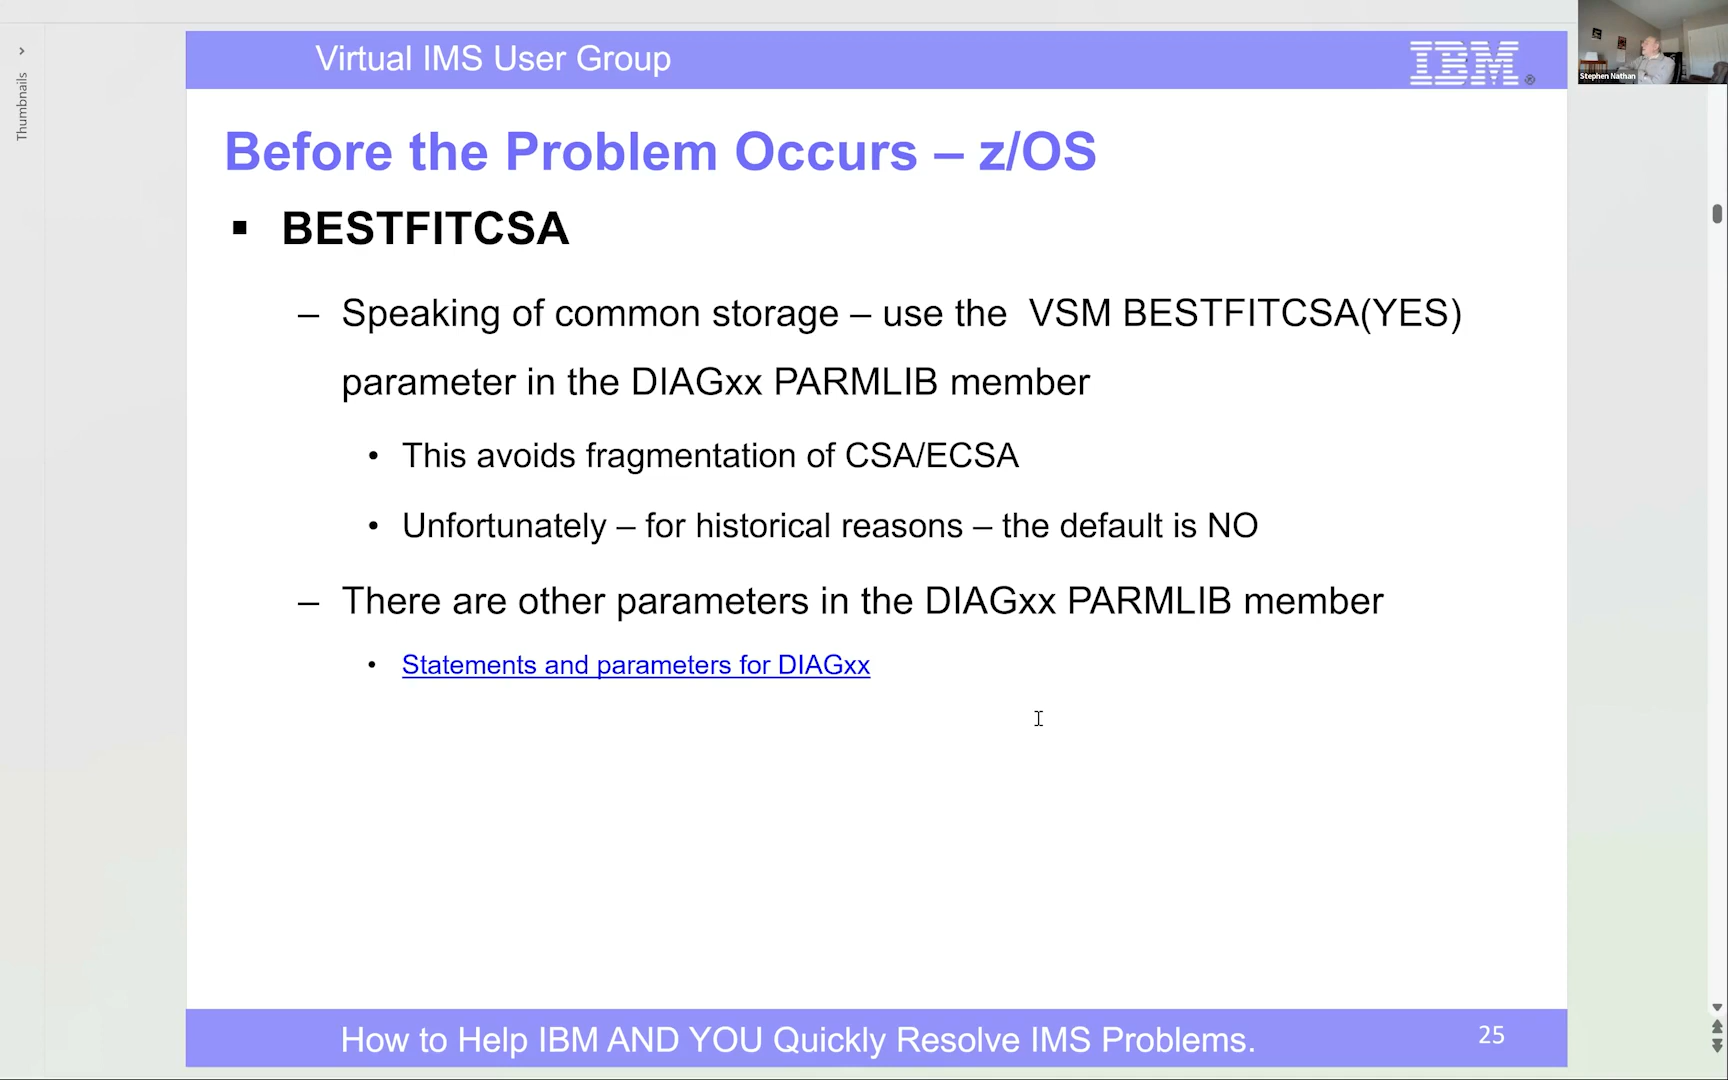 Virtual IMS User Group
IBM
®
Stephen Nathan
Thumbnails
Before the Problem Occurs – z/OS
▪ BESTFITCSA
– Speaking of common storage – use the VSM BESTFITCSA(YES)
parameter in the DIAGxx PARMLIB member
• This avoids fragmentation of CSA/ECSA
• Unfortunately – for historical reasons – the default is NO
– There are other parameters in the DIAGxx PARMLIB member
• Statements and parameters for DIAGxx
How to Help IBM AND YOU Quickly Resolve IMS Problems.
25